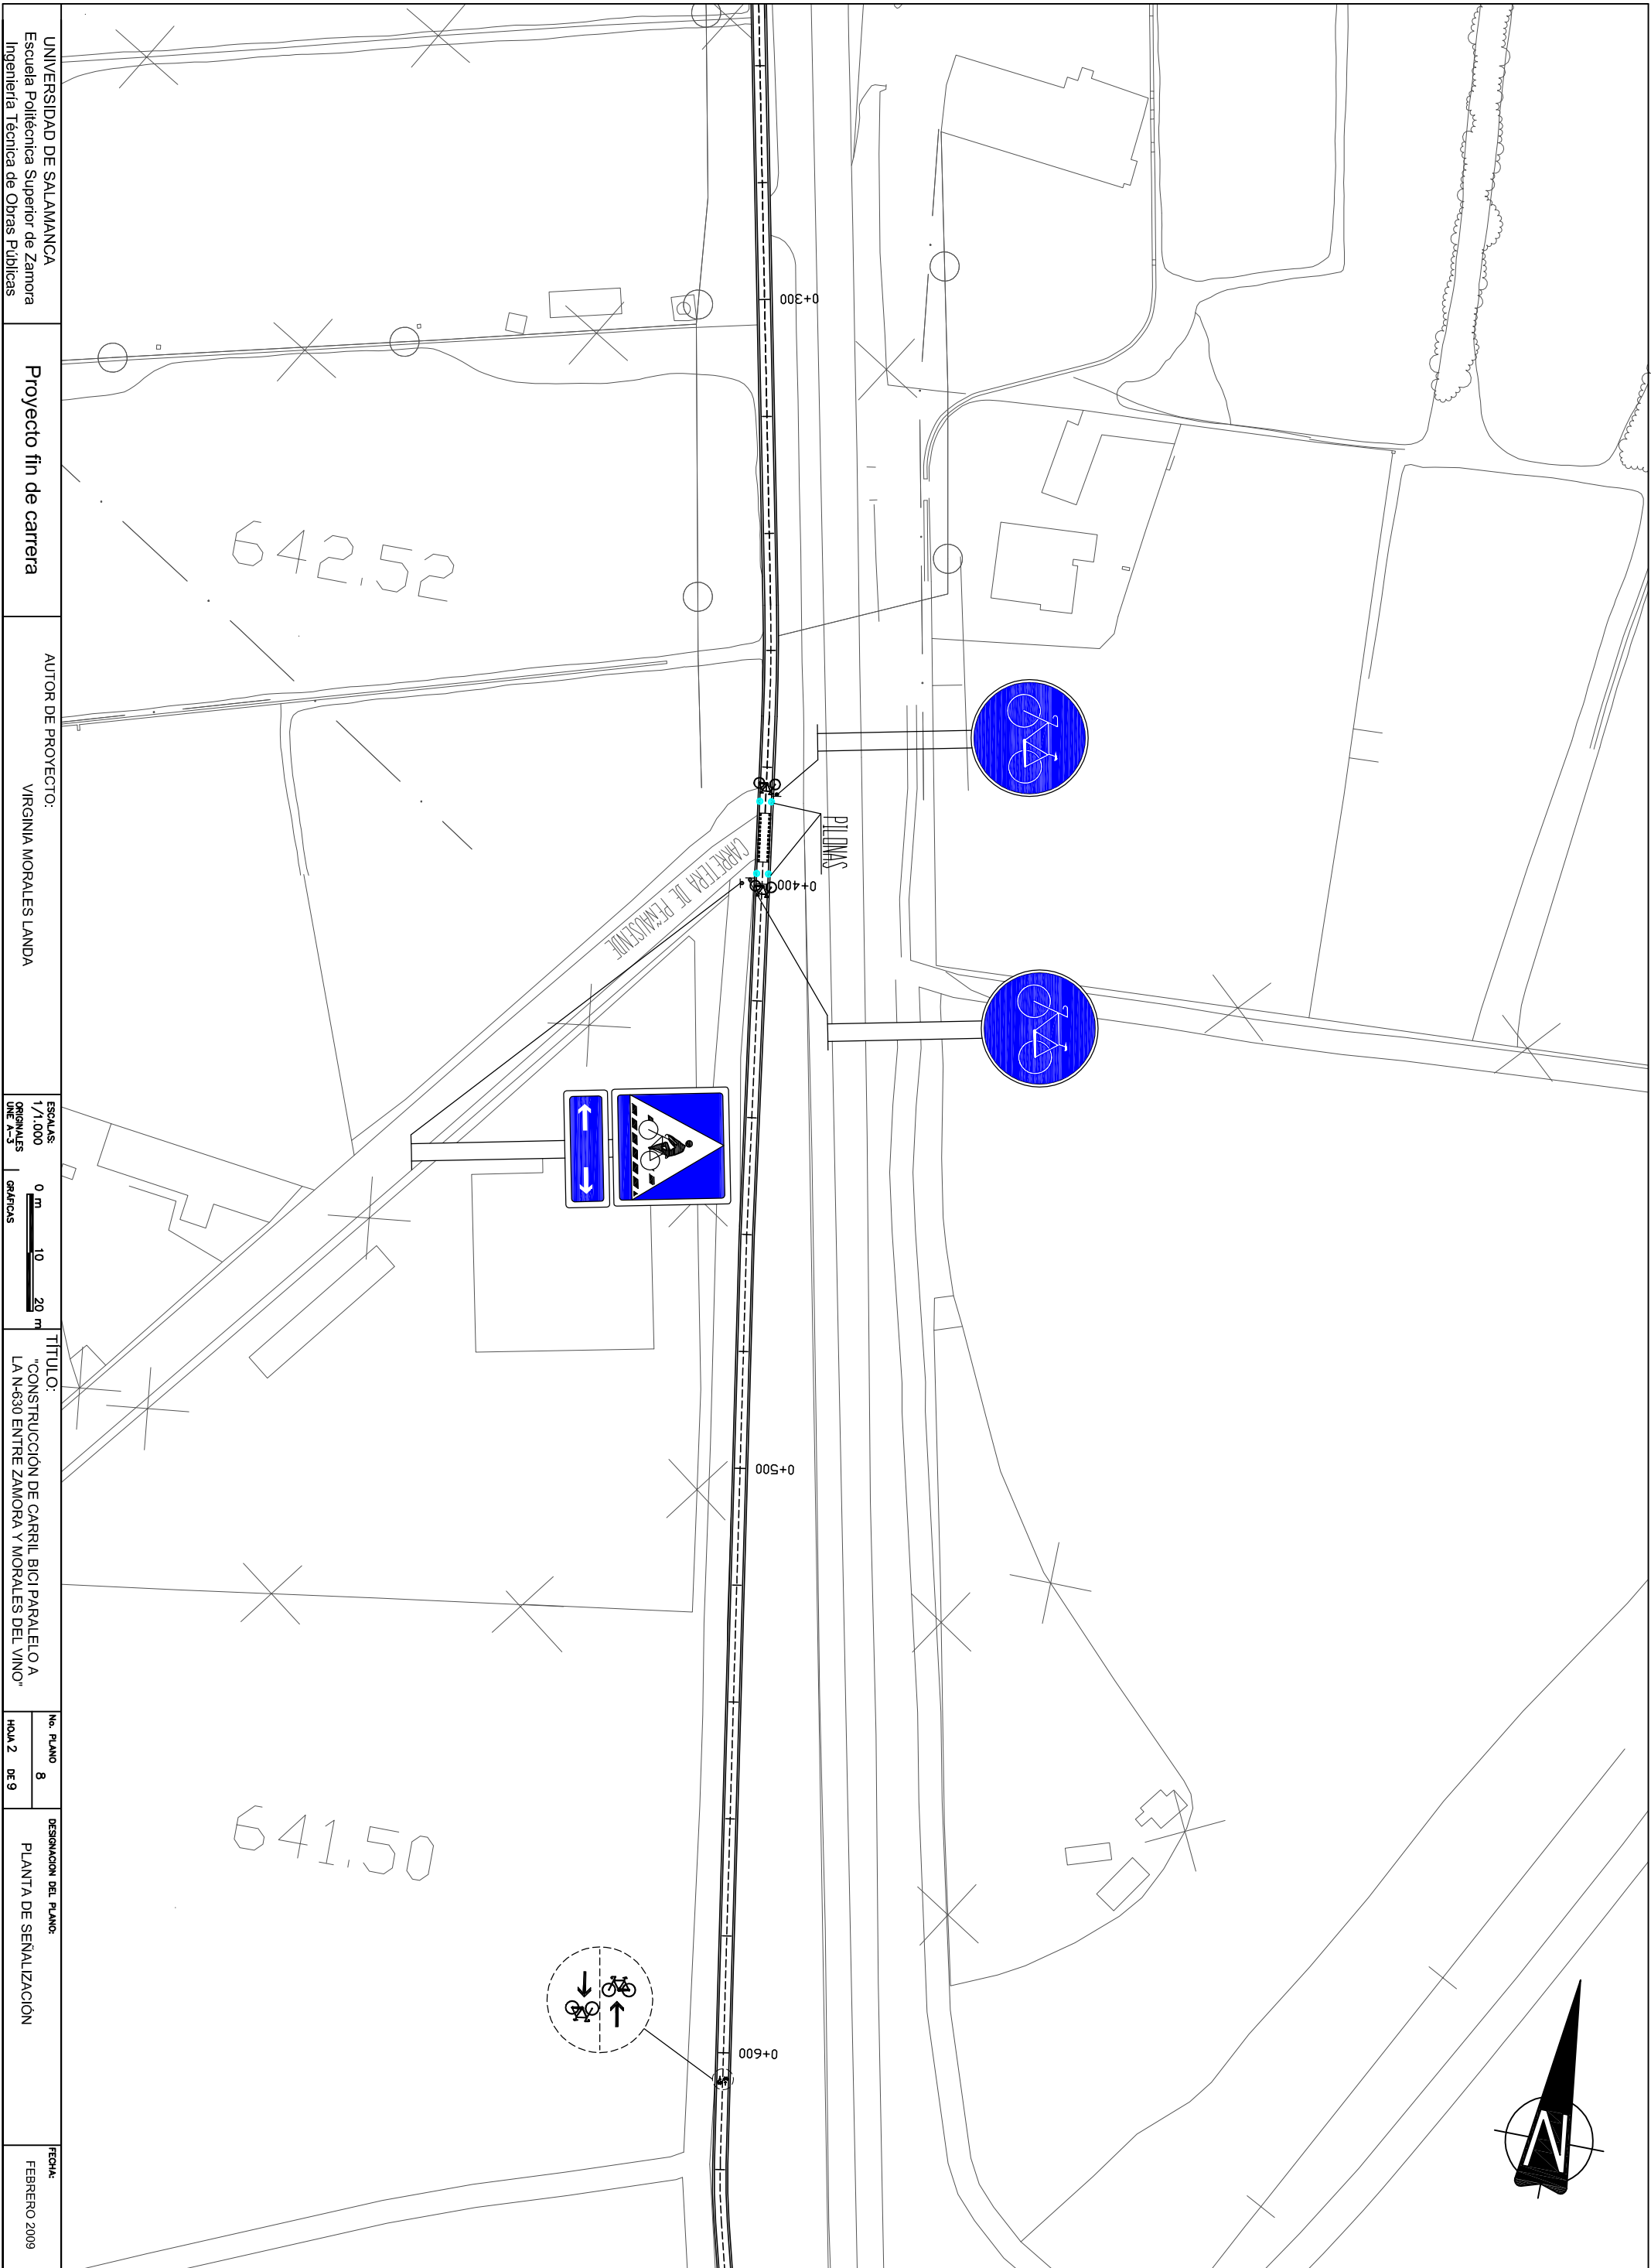 UNIVERSIDAD DE SALAMANCA
Escuela Politécnica Superior de Zamora
Ingeniería Técnica de Obras Públicas
Proyecto fin de carrera
AUTOR DE PROYECTO:
VIRGINIA MORALES LANDA
ESCALAS:
1/1.000
ORIGINALES
UNE A-3
0 m 10 20 m
GRÁFICAS
TÍTULO:
"CONSTRUCCIÓN DE CARRIL BICI PARALELO A
LA N-630 ENTRE ZAMORA Y MORALES DEL VINO"
No. PLANO
8
HOJA 2 DE 9
DESIGNACION DEL PLANO:
PLANTA DE SEÑALIZACIÓN
FECHA:
FEBRERO 2009
642.52
641.50
0+300
0+400
0+500
0+600
PILONAS
CARRETERA DE PEÑAUSENDE
N